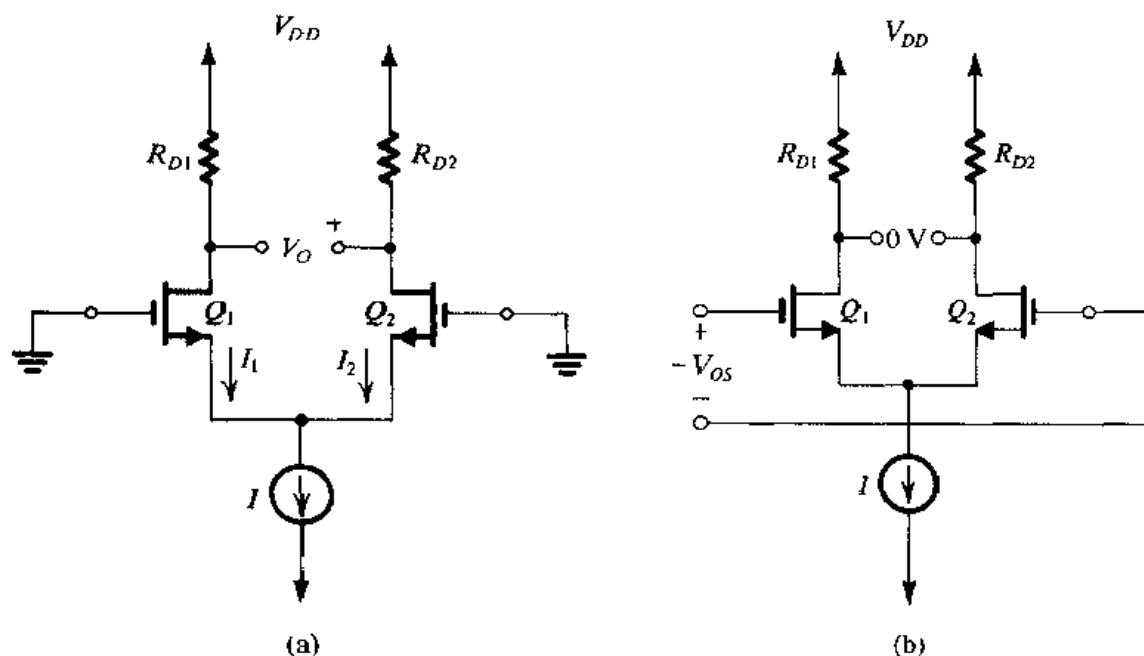 V_DD
R_D1
R_D2
V_O
+
Q_1
Q_2
I_1
I_2
I
(a)
V_DD
R_D1
R_D2
0 V
Q_1
Q_2
+
- V_OS
−
I
(b)